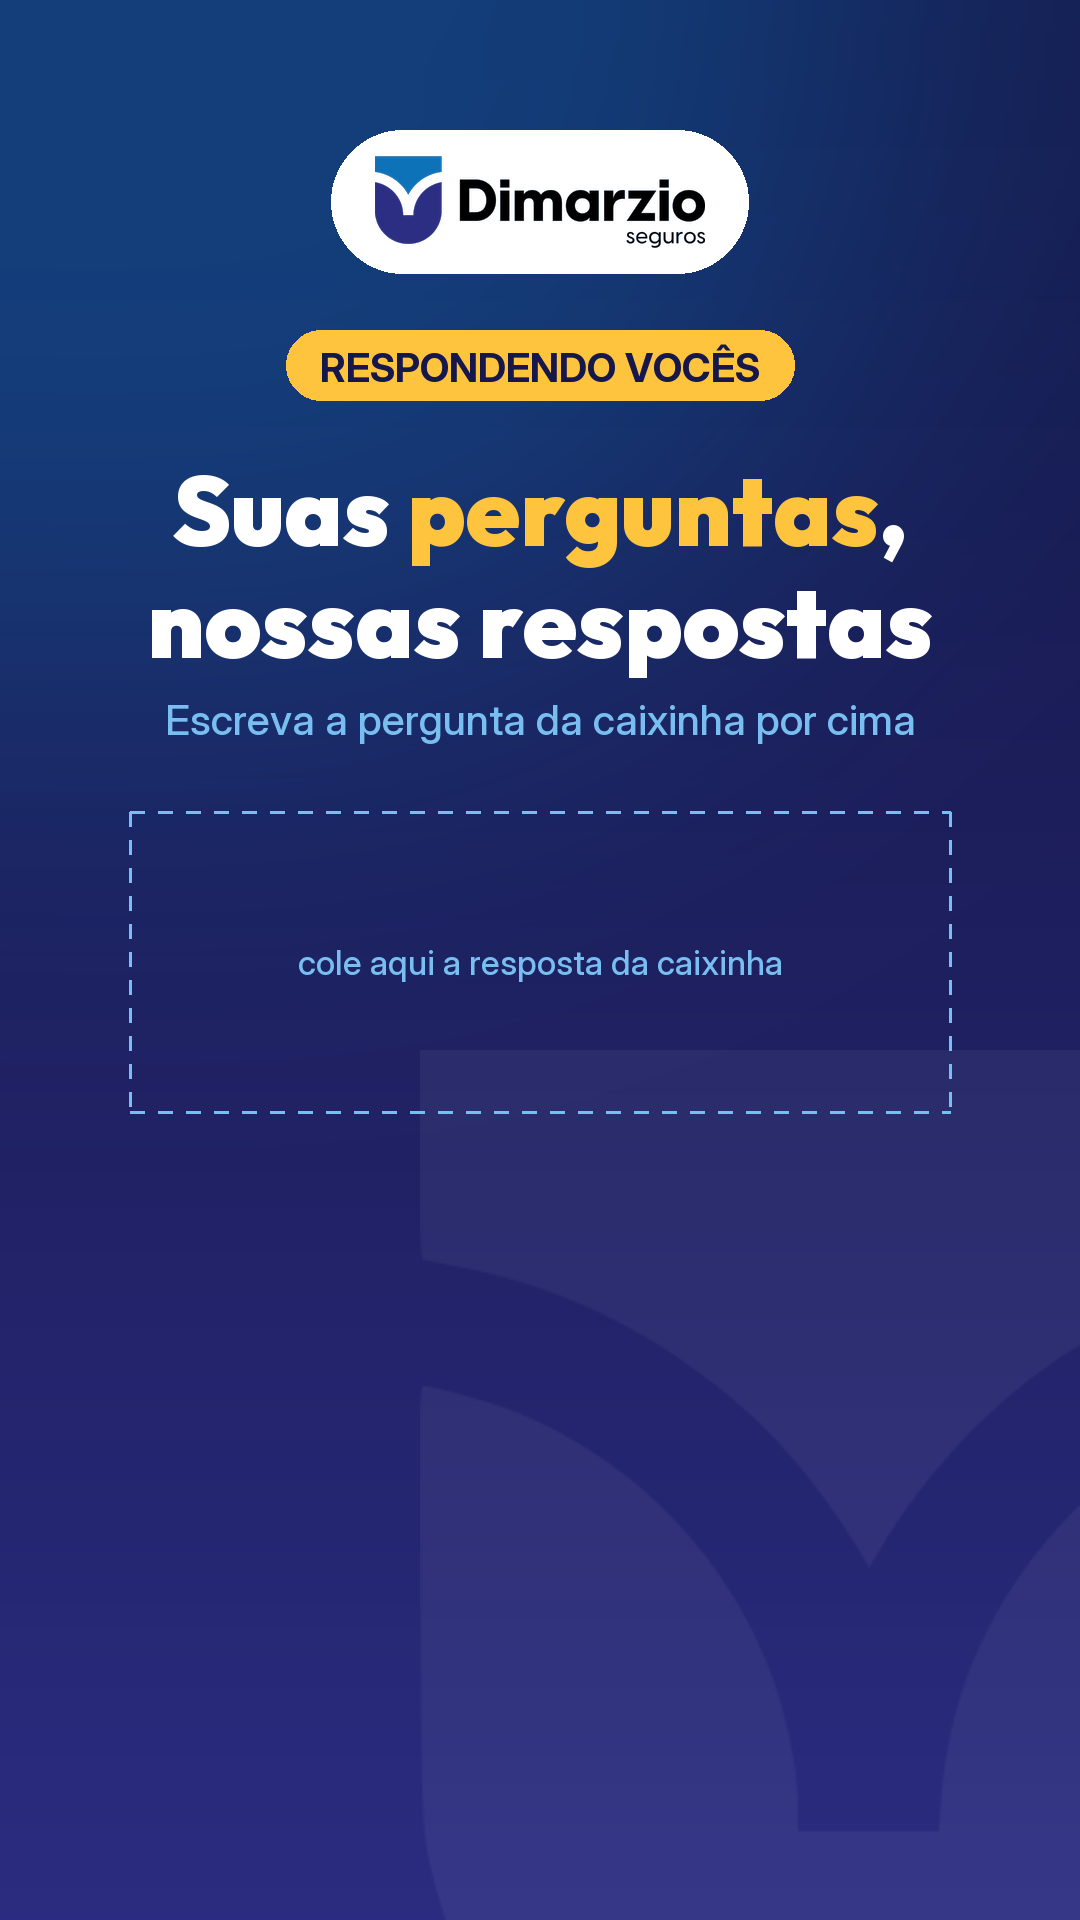 Dimarzio
seguros
RESPONDENDO VOCÊS
Suas perguntas,
nossas respostas
Escreva a pergunta da caixinha por cima
cole aqui a resposta da caixinha